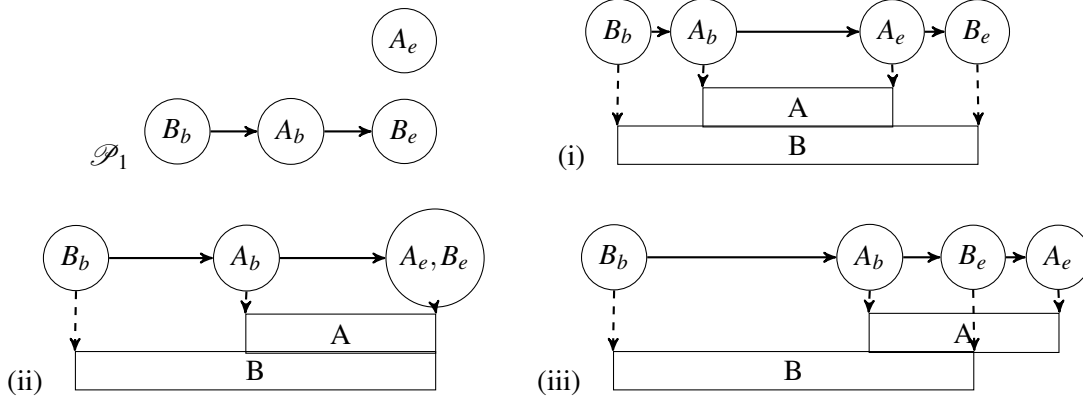 A_e
B_b A_b B_e
𝒫_1
B_b A_b A_e B_e
A
B
(i)
B_b A_b A_e, B_e
A
B
(ii)
B_b A_b B_e A_e
A
B
(iii)